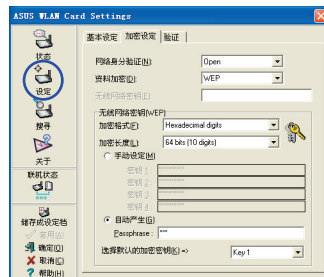 ASUS WLAN Card Settings
状态
设定
搜寻
关于
联机状态
储存成设定档
套用(A)
确定(O)
取消(C)
帮助(H)
基本设定 加密设定 验证
网络身分验证(N): Open
资料加密(D): WEP
无线网络密钥(E)
无线网络密钥(WEP)
加密格式(F): Hexadecimal digits
加密长度(L): 64 bits (10 digits)
手动设定(M)
密钥 1:
密钥 2:
密钥 3:
密钥 4:
自动产生(G)
Passphrase: ***
选择默认的加密密钥(K) => Key 1